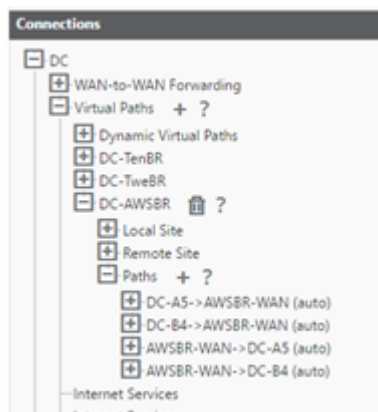 Connections
DC
WAN-to-WAN Forwarding
Virtual Paths + ?
Dynamic Virtual Paths
DC-TenBR
DC-TweBR
DC-AWSBR ?
Local Site
Remote Site
Paths + ?
DC-A5->AWSBR-WAN (auto)
DC-B4->AWSBR-WAN (auto)
AWSBR-WAN->DC-A5 (auto)
AWSBR-WAN->DC-B4 (auto)
Internet Services